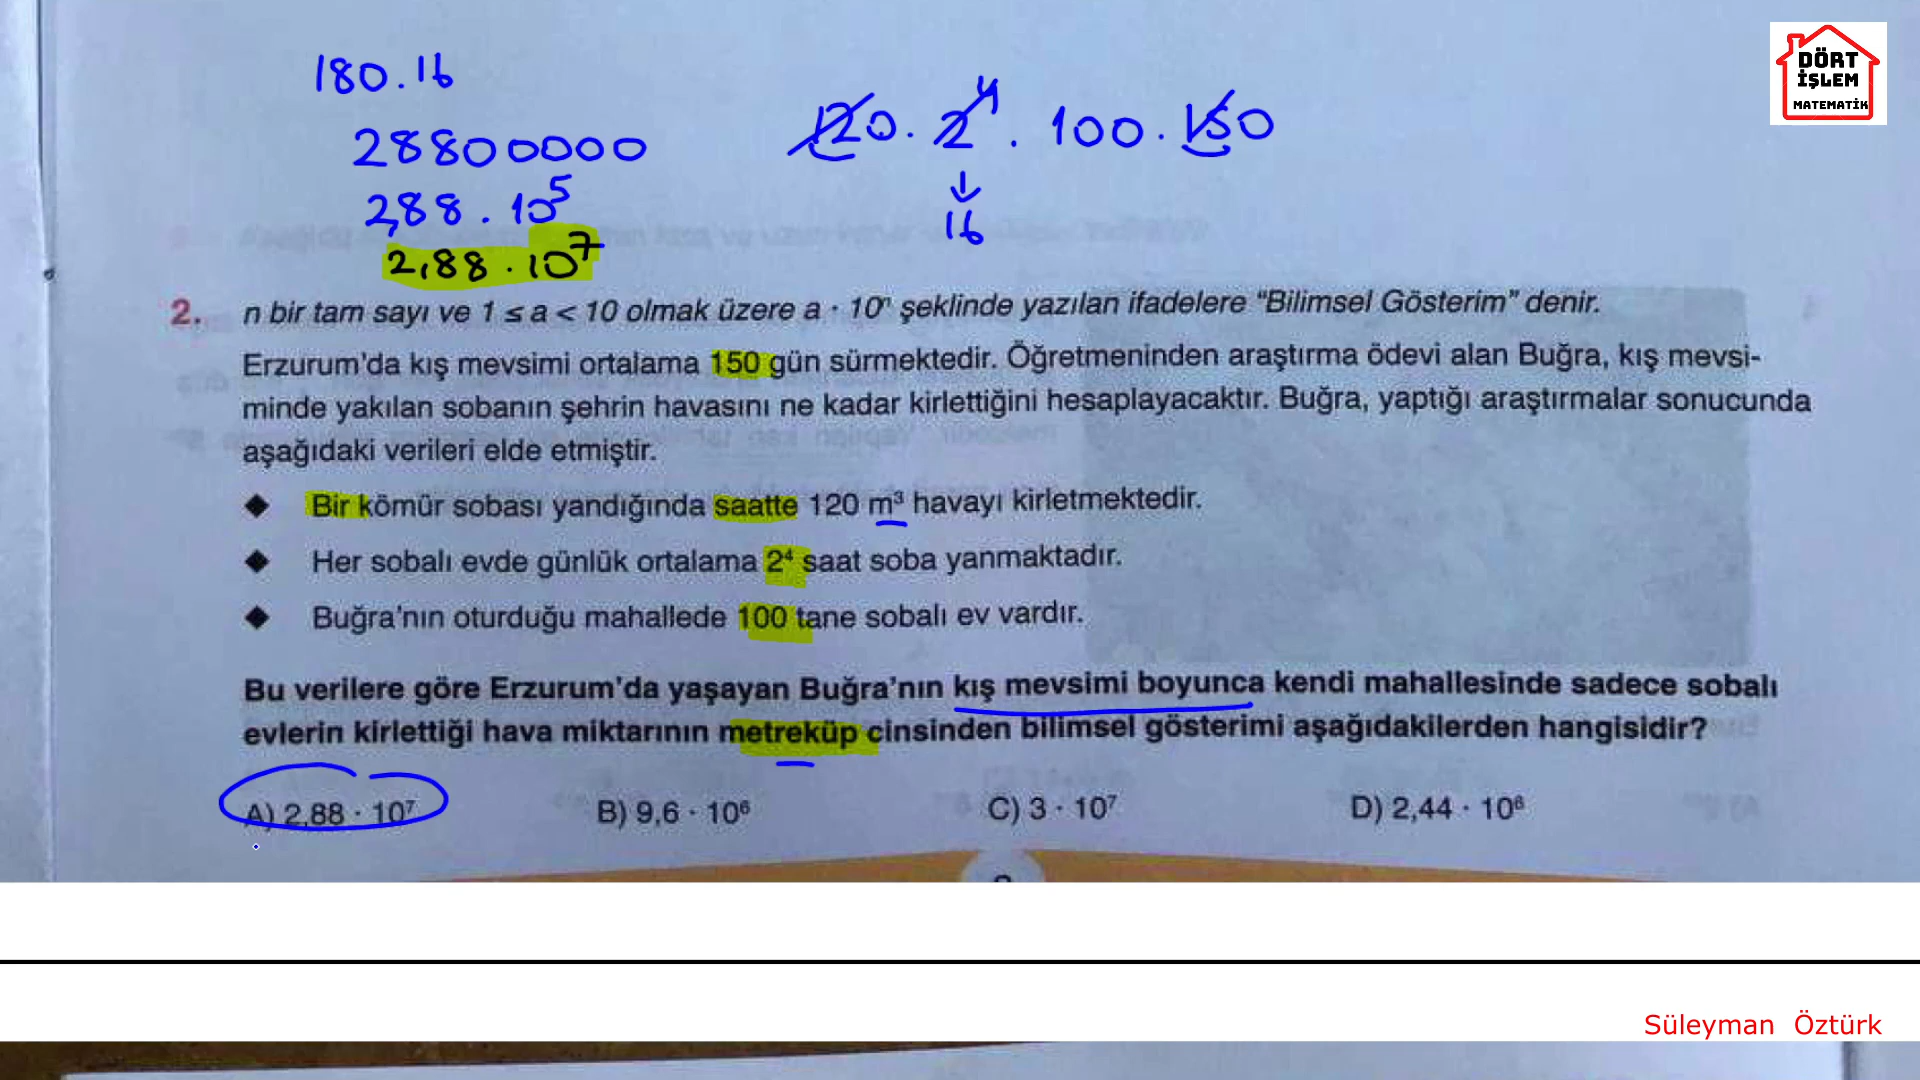 180.16
28800000
288.10⁵
2,88.10⁷
120.2⁴.100.150
↓
16
DÖRT
İŞLEM
MATEMATİK
2. n bir tam sayı ve 1 ≤ a < 10 olmak üzere a · 10ⁿ şeklinde yazılan ifadelere “Bilimsel Gösterim” denir.
Erzurum’da kış mevsimi ortalama 150 gün sürmektedir. Öğretmeninden araştırma ödevi alan Buğra, kış mevsi-
minde yakılan sobanın şehrin havasını ne kadar kirlettiğini hesaplayacaktır. Buğra, yaptığı araştırmalar sonucunda
aşağıdaki verileri elde etmiştir.
◆ Bir kömür sobası yandığında saatte 120 m³ havayı kirletmektedir.
◆ Her sobalı evde günlük ortalama 2⁴ saat soba yanmaktadır.
◆ Buğra’nın oturduğu mahallede 100 tane sobalı ev vardır.
Bu verilere göre Erzurum’da yaşayan Buğra’nın kış mevsimi boyunca kendi mahallesinde sadece sobalı
evlerin kirlettiği hava miktarının metreküp cinsinden bilimsel gösterimi aşağıdakilerden hangisidir?
A) 2,88 · 10⁷ B) 9,6 · 10⁶ C) 3 · 10⁷ D) 2,44 · 10⁸
Süleyman Öztürk